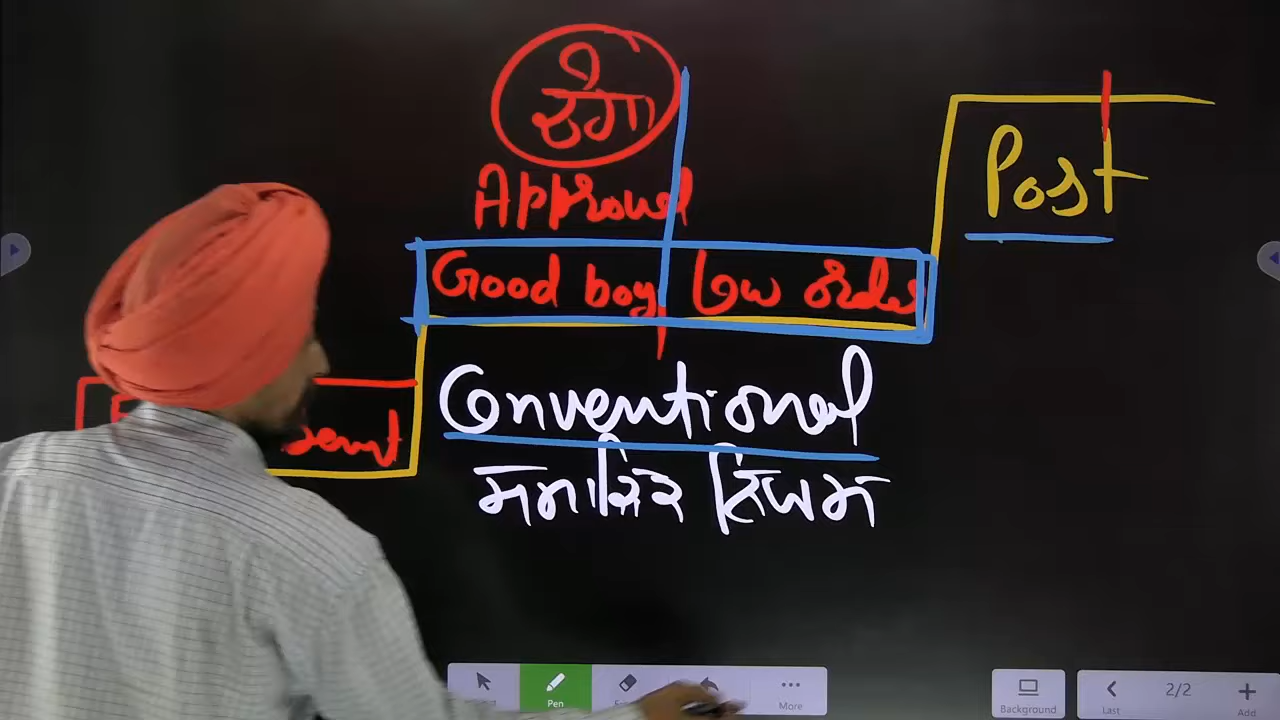 ਚੰਗਾ
Approval
Post
Good boy Law order
Conventional
ਸਮਾਜਿਕ ਨਿਯਮ
Pen More Background Last 2/2 Add